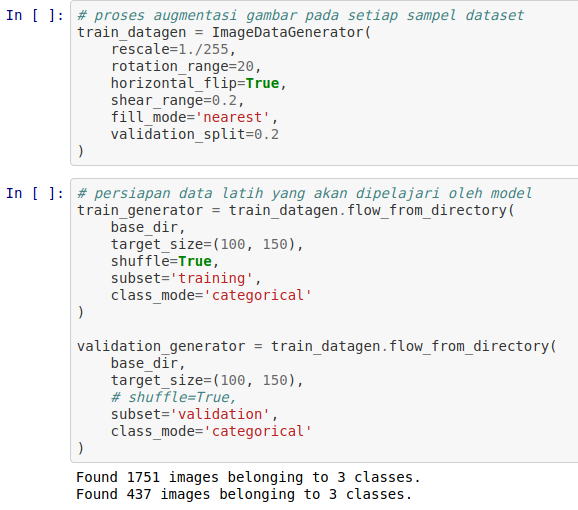 In [ ]: # proses augmentasi gambar pada setiap sampel dataset
train_datagen = ImageDataGenerator(
    rescale=1./255,
    rotation_range=20,
    horizontal_flip=True,
    shear_range=0.2,
    fill_mode='nearest',
    validation_split=0.2
)
In [ ]: # persiapan data latih yang akan dipelajari oleh model
train_generator = train_datagen.flow_from_directory(
    base_dir,
    target_size=(100, 150),
    shuffle=True,
    subset='training',
    class_mode='categorical'
)

validation_generator = train_datagen.flow_from_directory(
    base_dir,
    target_size=(100, 150),
    # shuffle=True,
    subset='validation',
    class_mode='categorical'
)
Found 1751 images belonging to 3 classes.
Found 437 images belonging to 3 classes.